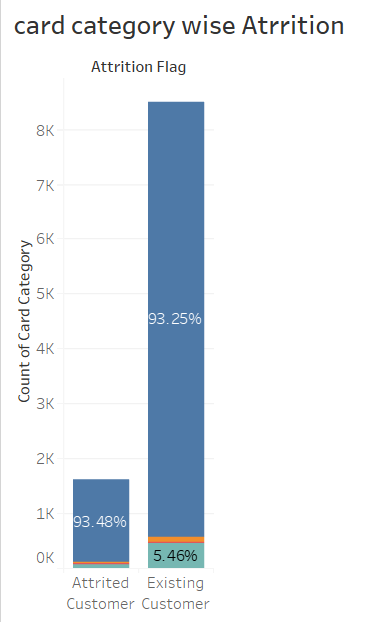 card category wise Atrrition
Attrition Flag
Count of Card Category
8K
7K
6K
5K
4K
3K
2K
1K
0K
93.25%
93.48%
5.46%
Attrited Existing
Customer Customer